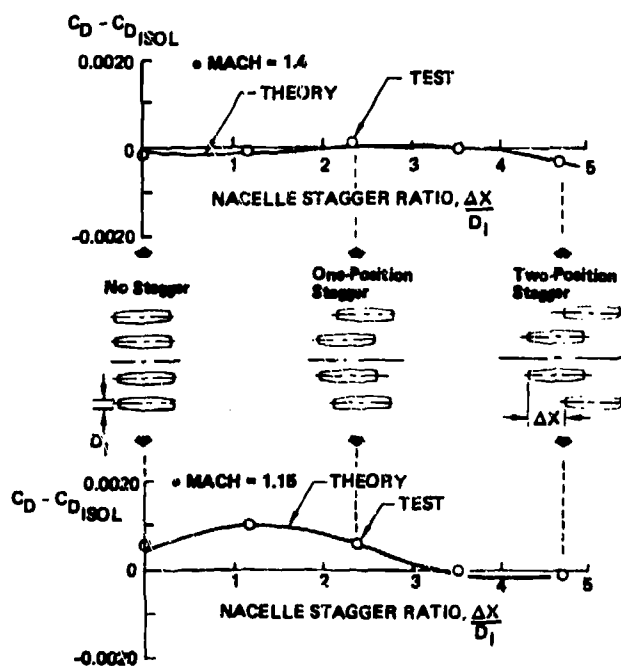 C_D - C_D_ISOL
0.0020
• MACH = 1.4
THEORY
TEST
0
1
2
3
4
5
NACELLE STAGGER RATIO, ΔX/D_I
-0.0020
No Stagger
One-Position
Stagger
Two-Position
Stagger
D_I
ΔX
C_D - C_D_ISOL
0.0020
• MACH = 1.15
THEORY
TEST
0
1
2
3
4
5
NACELLE STAGGER RATIO, ΔX/D_I
-0.0020